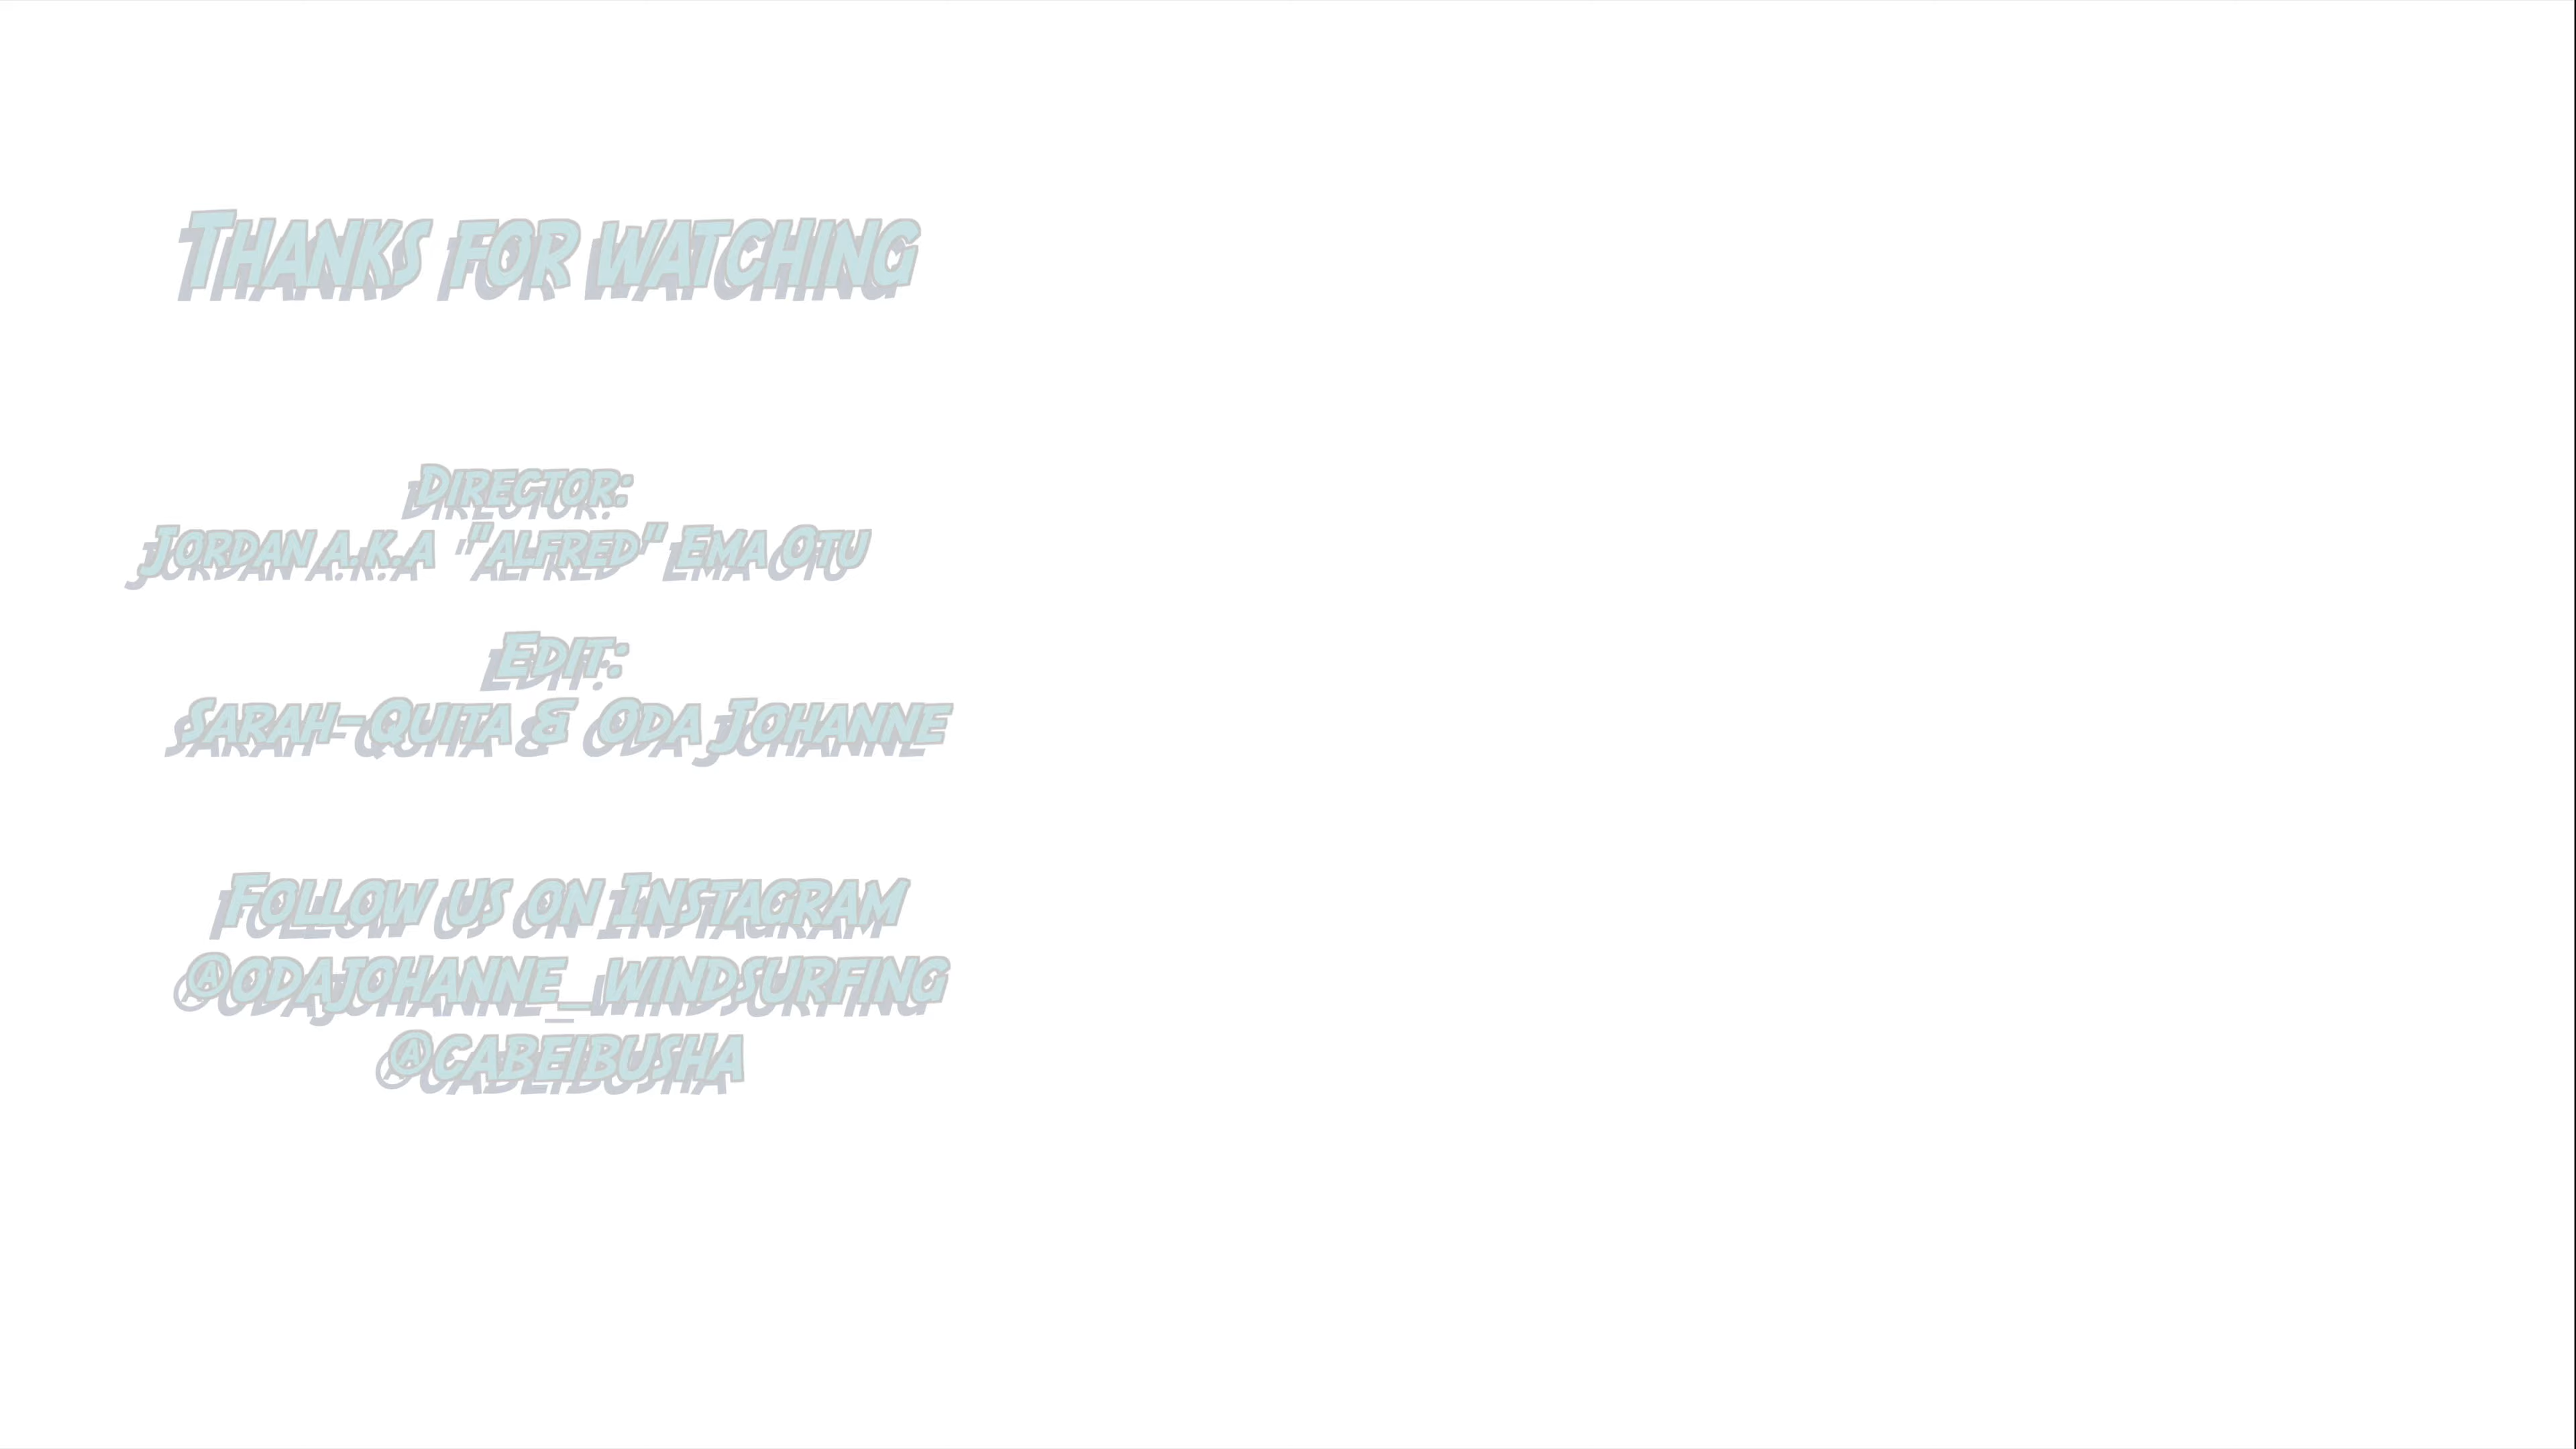 Thanks for watching
Director:
Jordan a.k.a "alfred" Ema Otu
Edit:
Sarah-Quita & Oda Johanne
Follow us on Instagram
@odajohanne_windsurfing
@cabeibusha